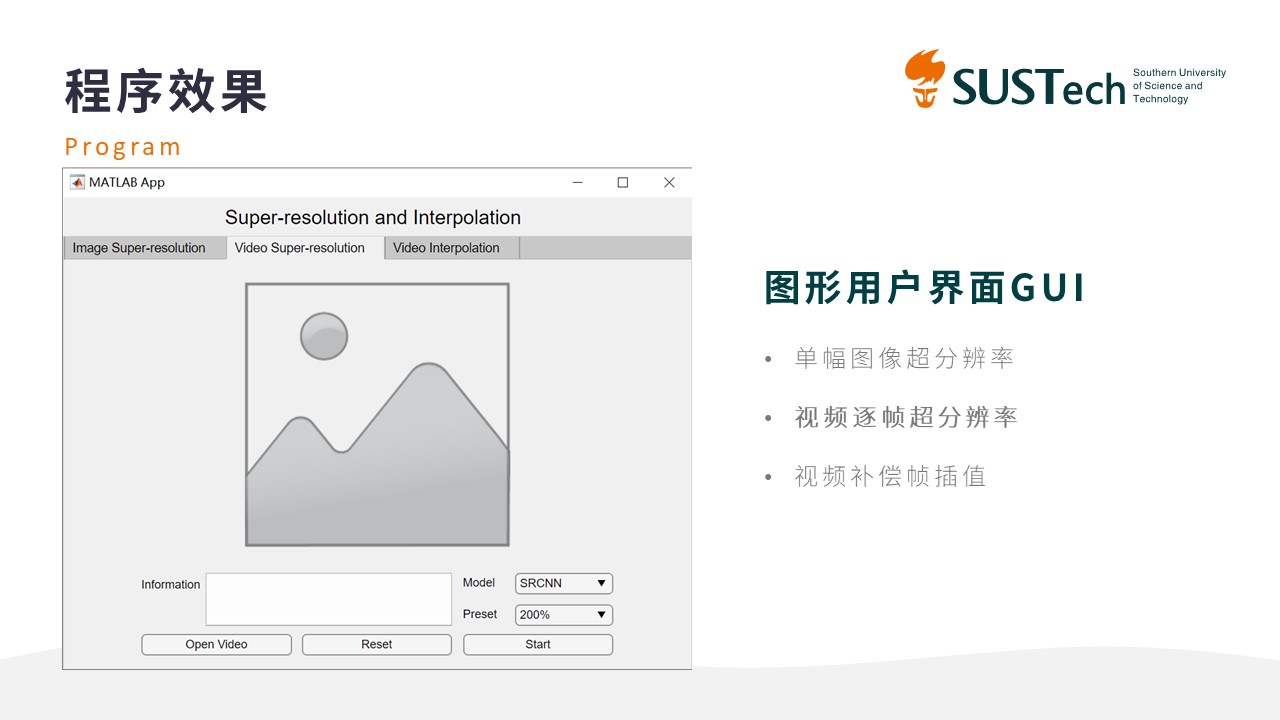 程序效果
Program
SUSTech
Southern University
of Science and
Technology
MATLAB App
Super-resolution and Interpolation
Image Super-resolution
Video Super-resolution
Video Interpolation
Information
Model
SRCNN
Preset
200%
Open Video
Reset
Start
图形用户界面GUI
• 单幅图像超分辨率
• 视频逐帧超分辨率
• 视频补偿帧插值